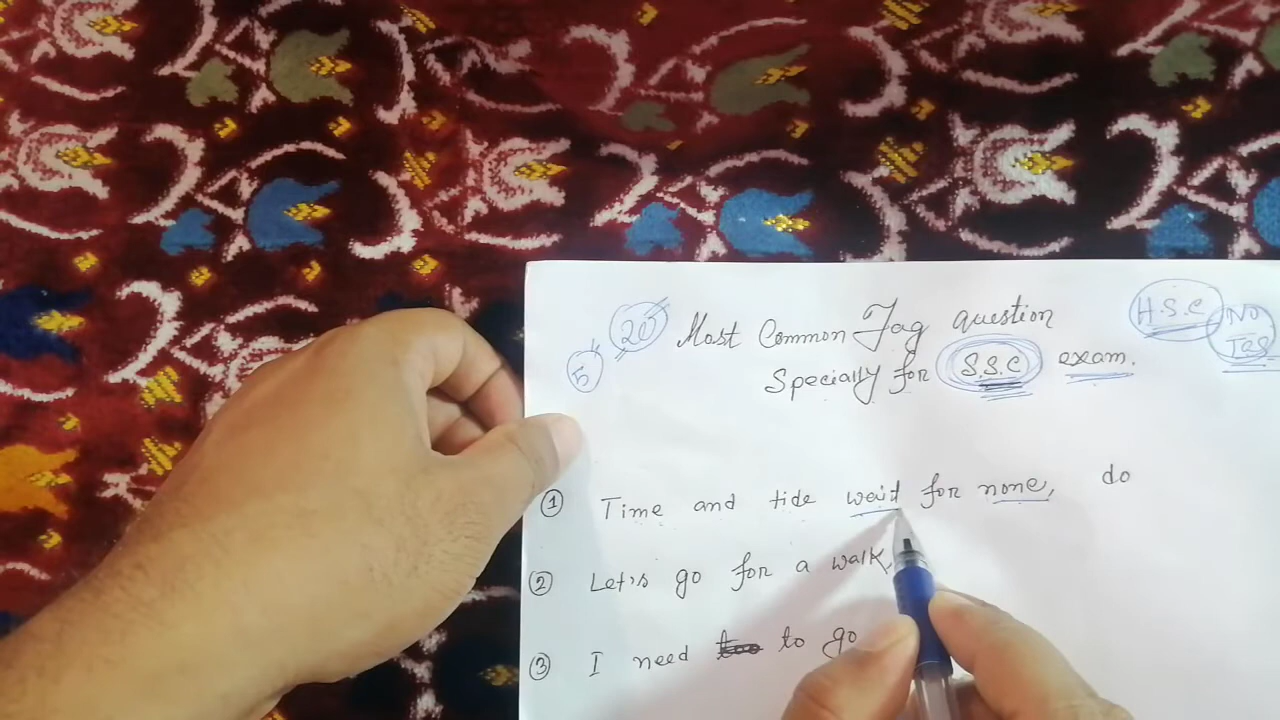 20 Most Common Tag question
5 Specially for S.S.C exam.
H.S.C
No
① Time and tide wait for none, do
② Let's go for a walk,
③ I need to go